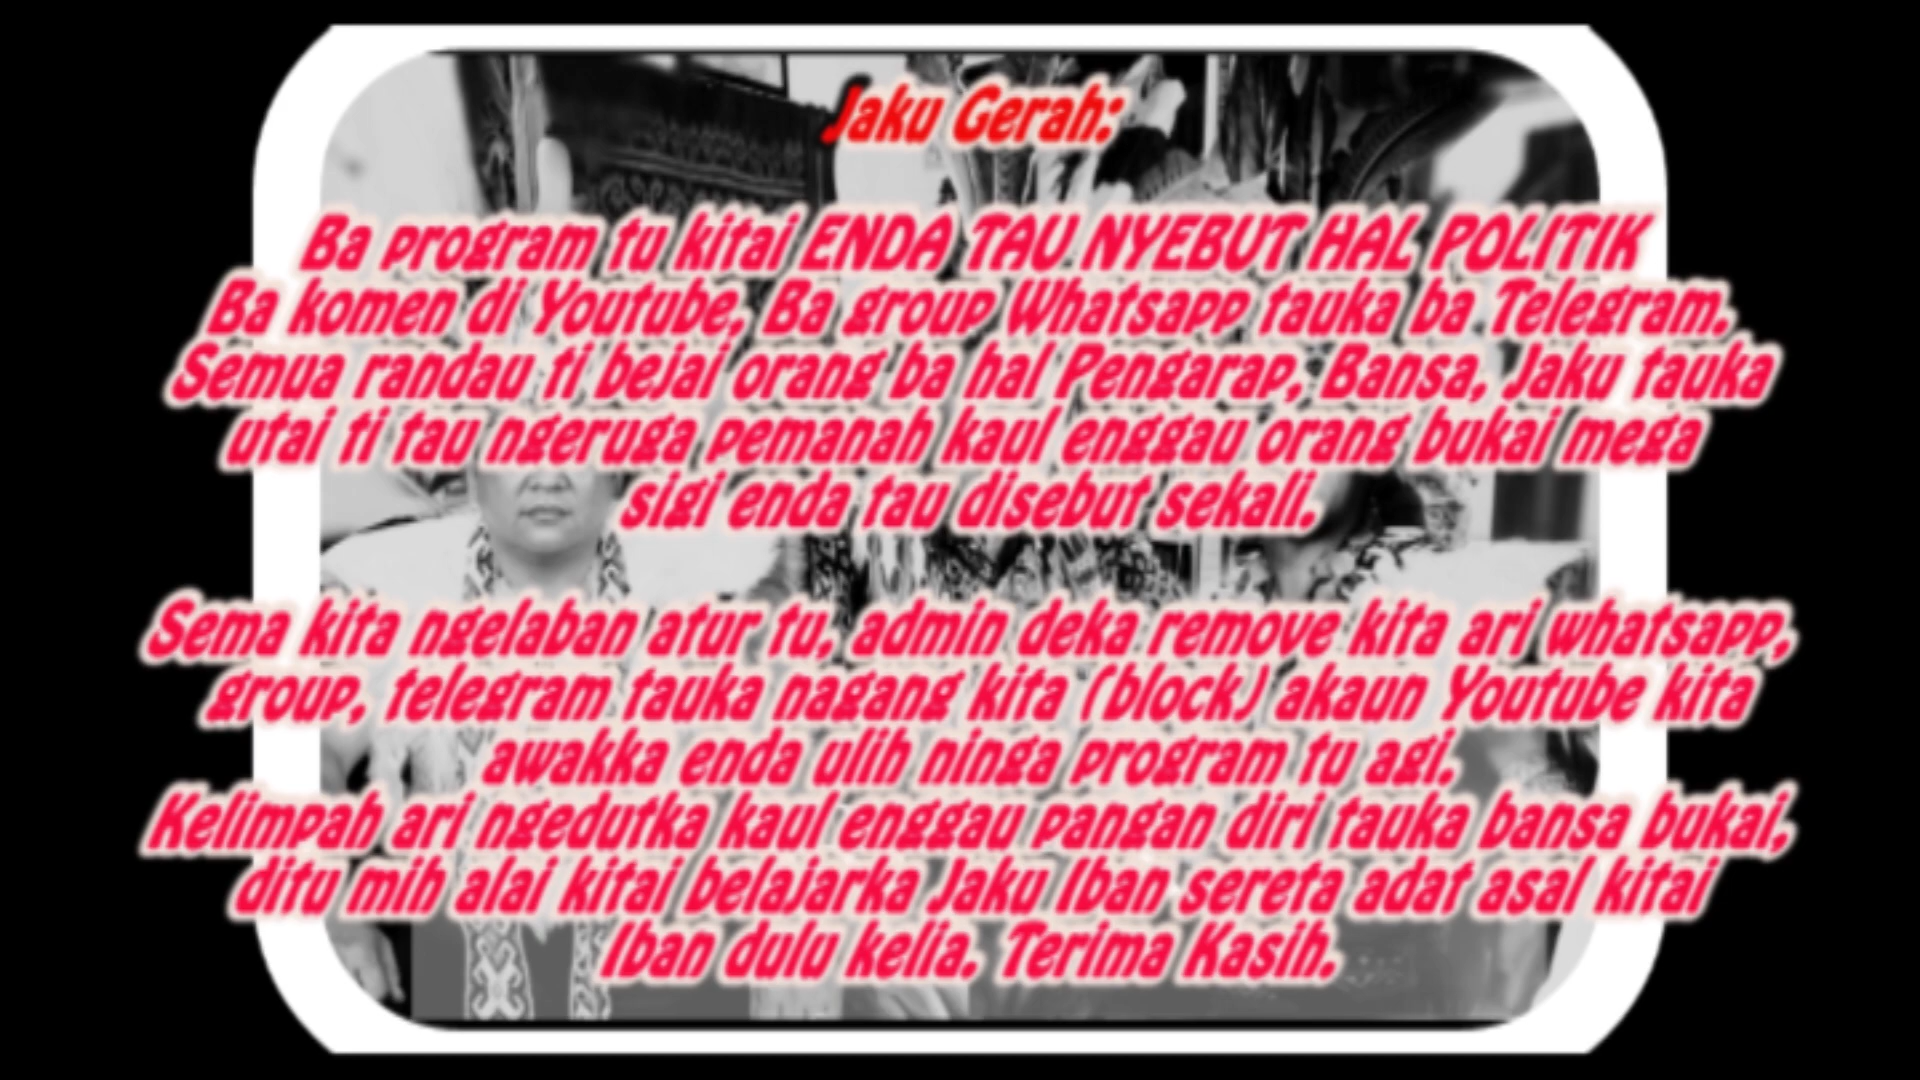 Jaku Gerah:
Ba program tu kitai ENDA TAU NYEBUT HAL POLITIK
Ba komen di Youtube, Ba group Whatsapp tauka ba Telegram.
Semua randau ti bejai orang ba hal Pengarap, Bansa, Jaku tauka
utai ti tau ngeruga pemanah kaul enggau orang bukai mega
sigi enda tau disebut sekali.
Sema kita ngelaban atur tu, admin deka remove kita ari whatsapp,
group, telegram tauka nagang kita (block) akaun Youtube kita
awakka enda ulih ninga program tu agi.
Kelimpah ari ngedutka kaul enggau pangan diri tauka bansa bukai,
ditu mih alai kitai belajarka Jaku Iban sereta adat asal kitai
Iban dulu kelia. Terima Kasih.